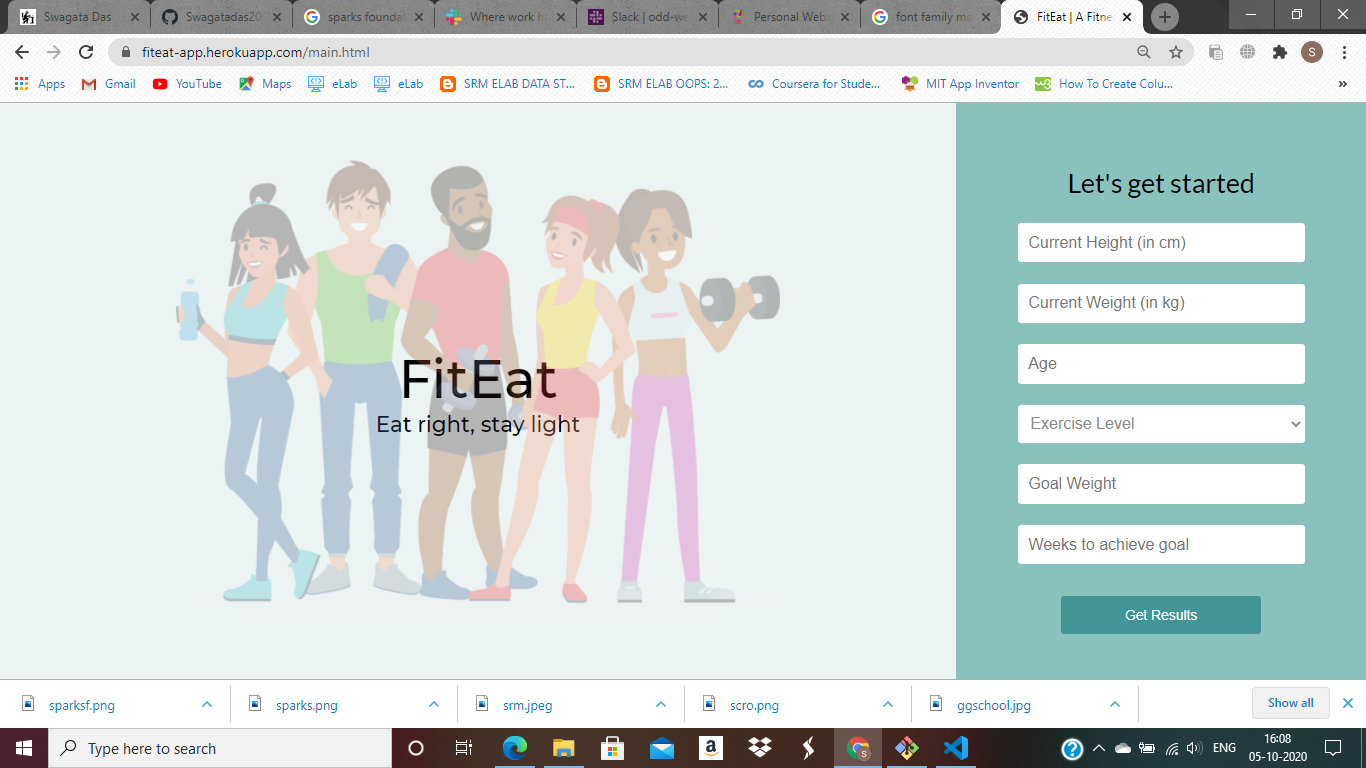 Swagata Das
Swagatadas20
sparks founda
Where work ha
Slack | odd-we
Personal Webs
font family mo
FitEat | A Fitne
fiteat-app.herokuapp.com/main.html
S
Apps
Gmail
YouTube
Maps
eLab
eLab
SRM ELAB DATA ST...
SRM ELAB OOPS: 2...
Coursera for Stude...
MIT App Inventor
How To Create Colu...
FitEat
Eat right, stay light
Let's get started
Current Height (in cm)
Current Weight (in kg)
Age
Exercise Level
Goal Weight
Weeks to achieve goal
Get Results
sparksf.png
sparks.png
srm.jpeg
scro.png
ggschool.jpg
Show all
Type here to search
ENG
16:08
05-10-2020